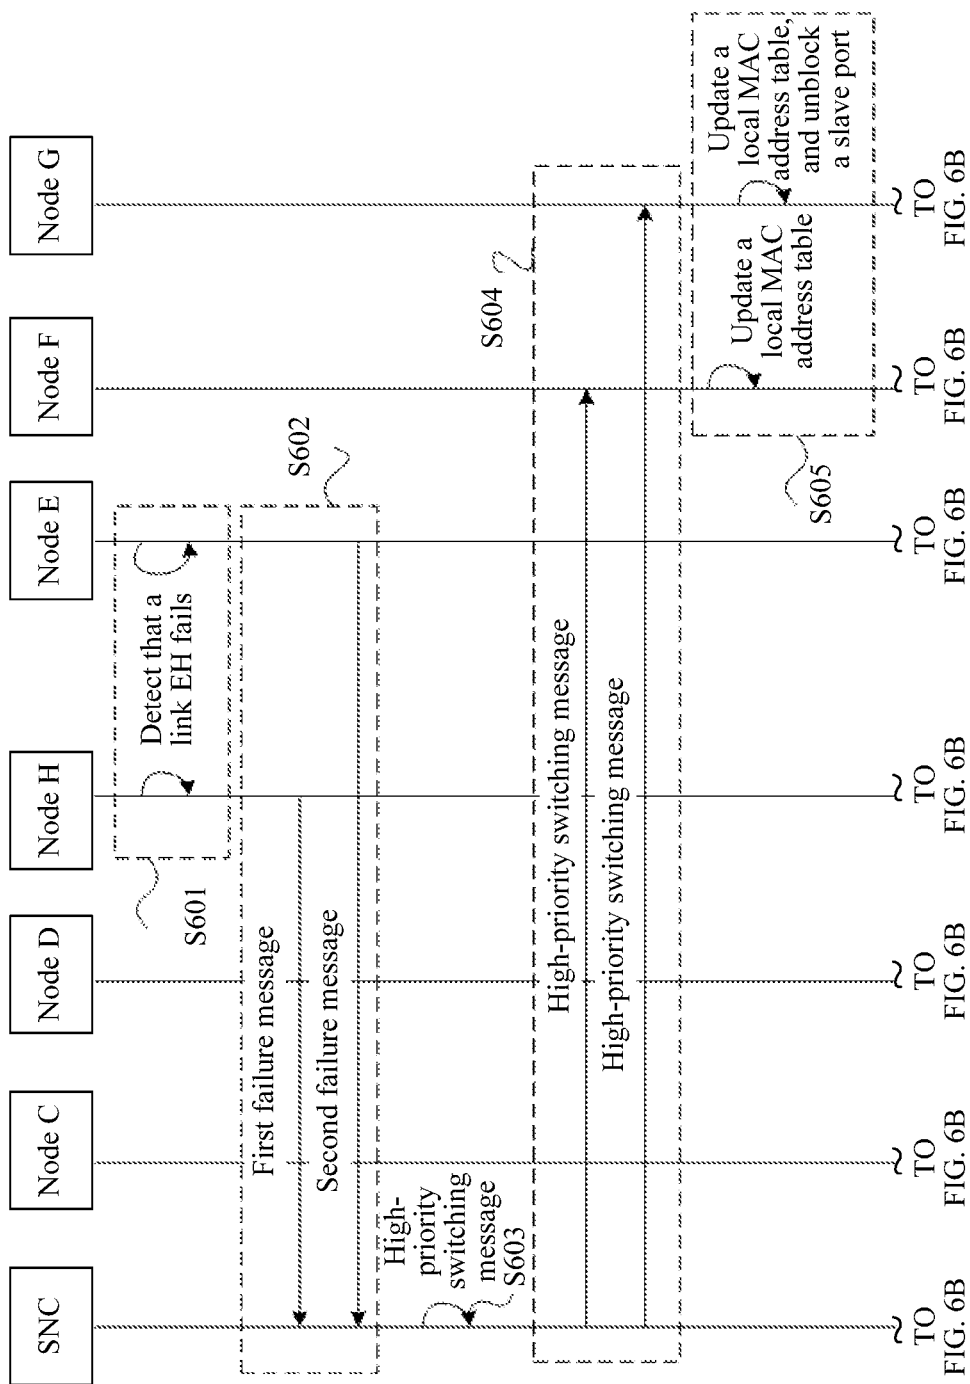 SNC
Node C
Node D
Node H
Node E
Node F
Node G
Detect that a
link EH fails
S601
First failure message
Second failure message
S602
High-
priority
switching
message
S603
High-priority switching message
High-priority switching message
S604
Update a
local MAC
address table
Update a
local MAC
address table,
and unblock
a slave port
S605
TO
FIG. 6B
TO
FIG. 6B
TO
FIG. 6B
TO
FIG. 6B
TO
FIG. 6B
TO
FIG. 6B
TO
FIG. 6B